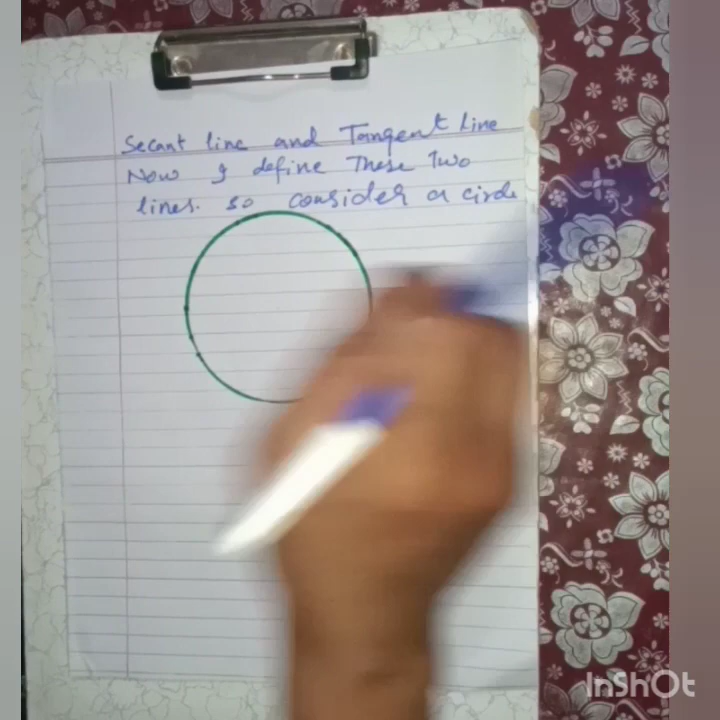 Secant line and Tangent Line
Now I define These Two
lines. so consider a circle
InShOt